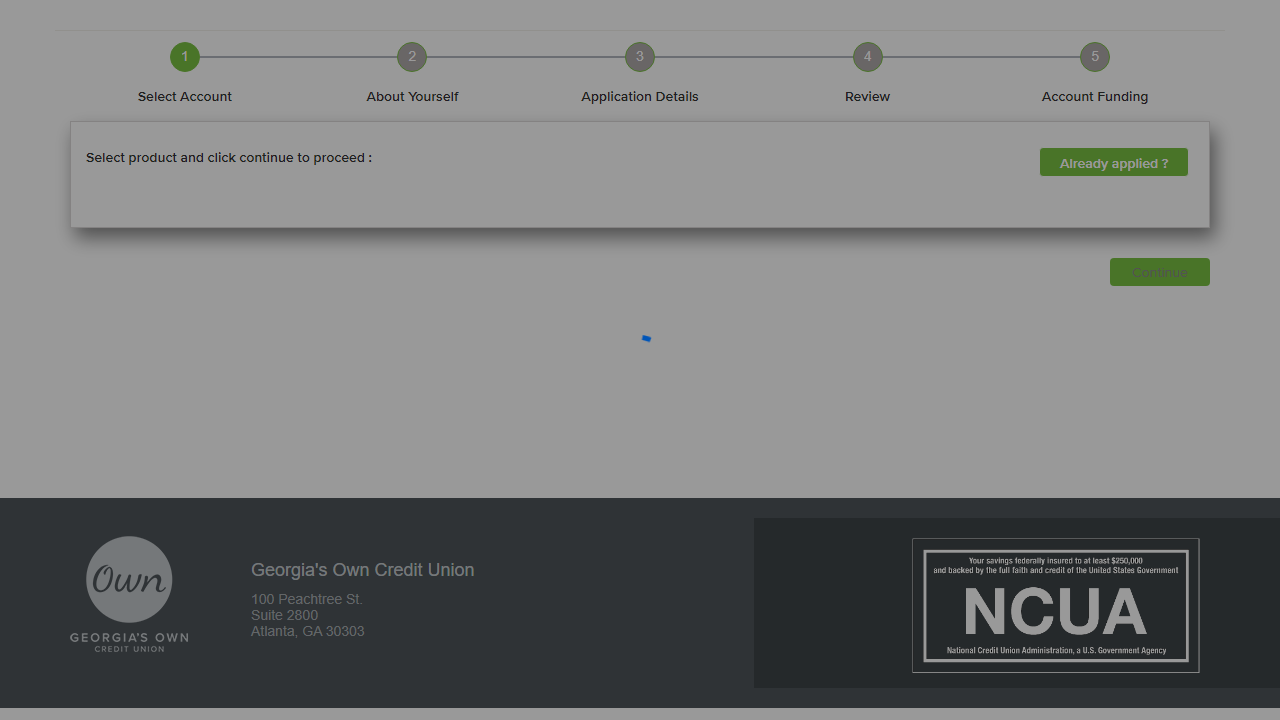 1 2 3 4 5
Select Account About Yourself Application Details Review Account Funding
Select product and click continue to proceed :
Already applied ?
Continue
Own
GEORGIA'S OWN
CREDIT UNION
Georgia's Own Credit Union
100 Peachtree St.
Suite 2800
Atlanta, GA 30303
Your savings federally insured to at least $250,000
and backed by the full faith and credit of the United States Government
NCUA
National Credit Union Administration, a U.S. Government Agency